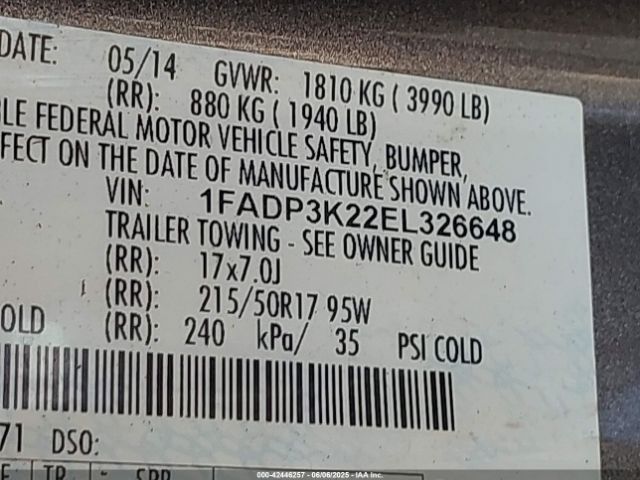 DATE: 05/14 GVWR: 1810 KG ( 3990 LB)
(RR): 880 KG ( 1940 LB)
LE FEDERAL MOTOR VEHICLE SAFETY, BUMPER,
FECT ON THE DATE OF MANUFACTURE SHOWN ABOVE.
VIN: 1FADP3K22EL326648
TRAILER TOWING - SEE OWNER GUIDE
(RR): 17x7.0J
(RR): 215/50R17 95W
OLD (RR): 240 kPa/ 35 PSI COLD
71 DSO:
TR SPR
000-42446257 - 06/06/2025 - IAA Inc.